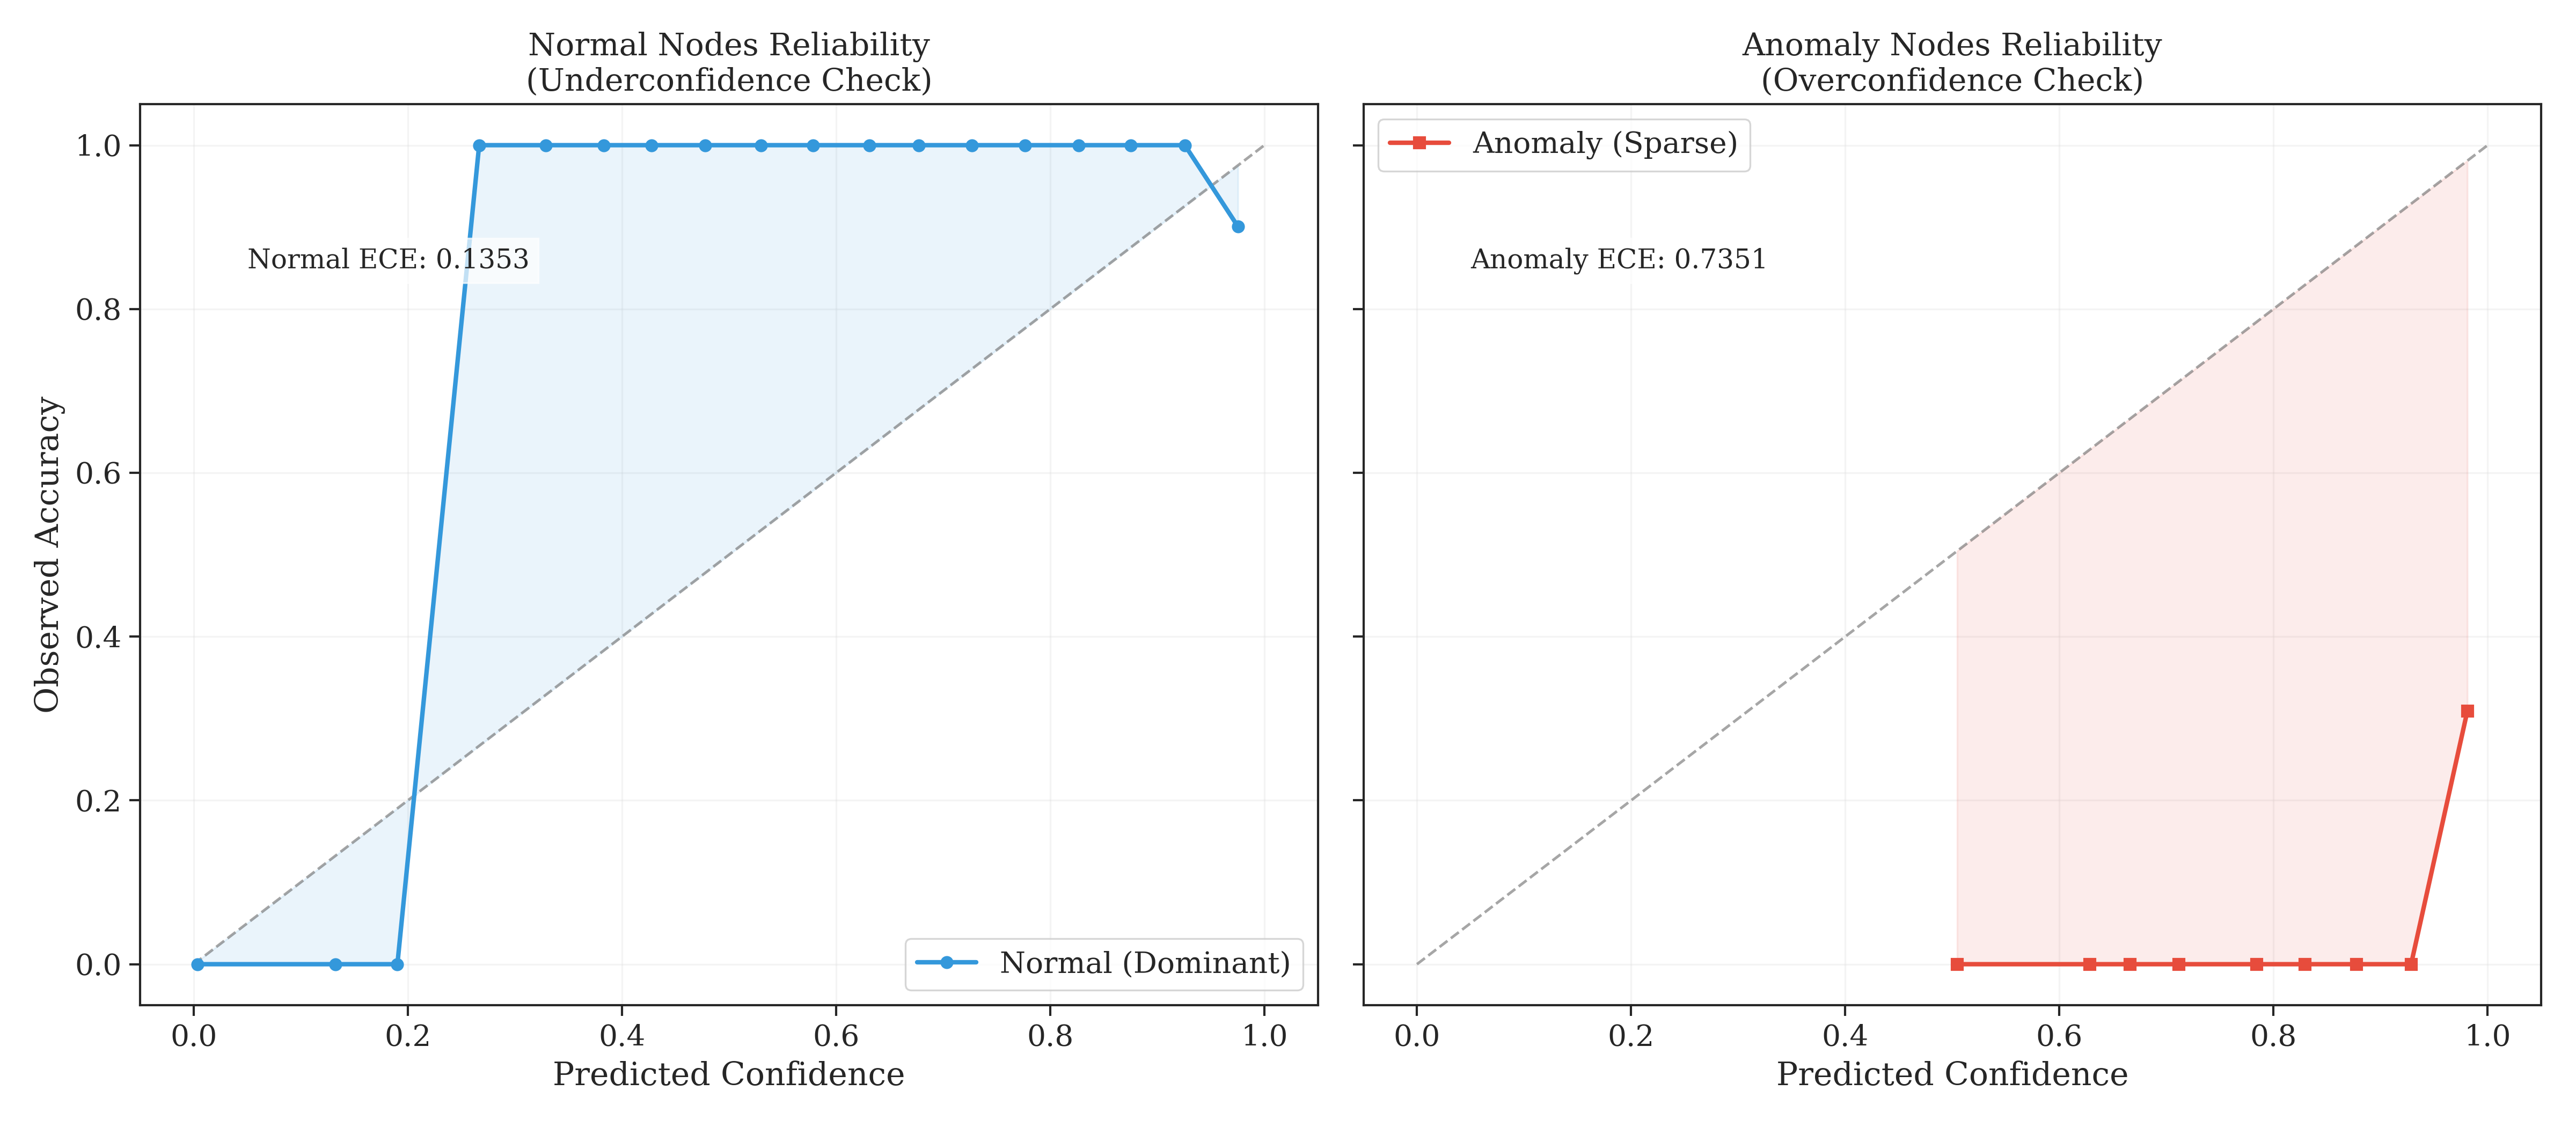 Normal Nodes Reliability
(Underconfidence Check)
Observed Accuracy
1.0
0.8
0.6
0.4
0.2
0.0
Normal ECE: 0.1353
Normal (Dominant)
0.0 0.2 0.4 0.6 0.8 1.0
Predicted Confidence
Anomaly Nodes Reliability
(Overconfidence Check)
Anomaly (Sparse)
Anomaly ECE: 0.7351
0.0 0.2 0.4 0.6 0.8 1.0
Predicted Confidence